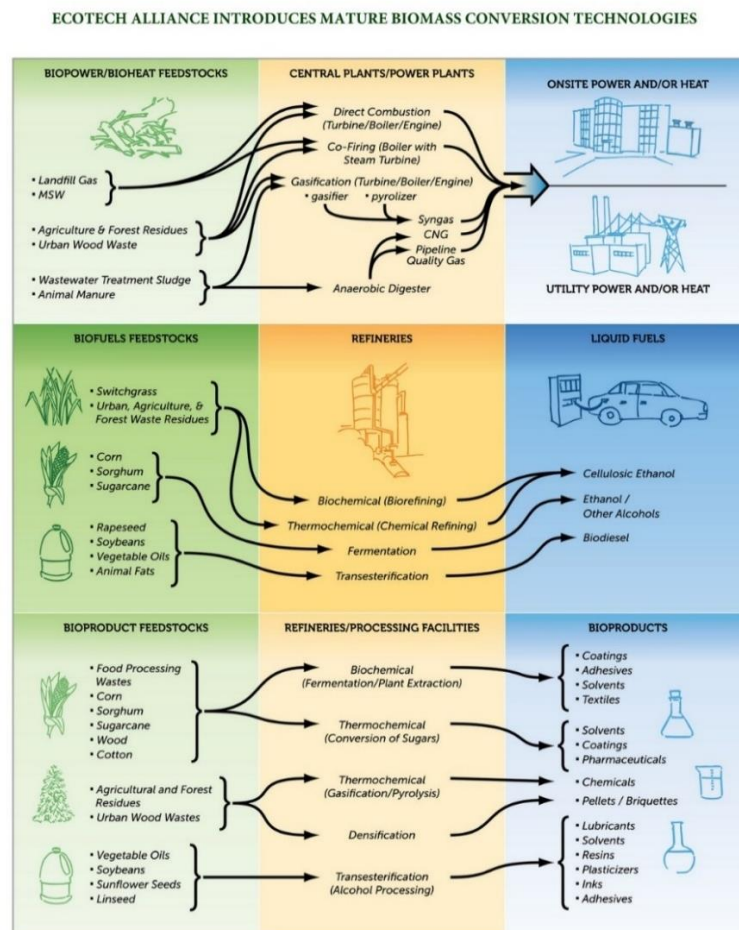 ECOTECH ALLIANCE INTRODUCES MATURE BIOMASS CONVERSION TECHNOLOGIES
BIOPOWER/BIOHEAT FEEDSTOCKS
• Landfill Gas
• MSW
• Agriculture & Forest Residues
• Urban Wood Waste
• Wastewater Treatment Sludge
• Animal Manure
CENTRAL PLANTS/POWER PLANTS
Direct Combustion
(Turbine/Boiler/Engine)
Co-Firing (Boiler with
Steam Turbine)
Gasification (Turbine/Boiler/Engine)
• gasifier • pyrolizer
Syngas
CNG
Pipeline
Quality Gas
Anaerobic Digester
ONSITE POWER AND/OR HEAT
UTILITY POWER AND/OR HEAT
BIOFUELS FEEDSTOCKS
• Switchgrass
• Urban, Agriculture, &
Forest Waste Residues
• Corn
• Sorghum
• Sugarcane
• Rapeseed
• Soybeans
• Vegetable Oils
• Animal Fats
REFINERIES
Biochemical (Biorefining)
Thermochemical (Chemical Refining)
Fermentation
Transesterification
LIQUID FUELS
Cellulosic Ethanol
Ethanol /
Other Alcohols
Biodiesel
BIOPRODUCT FEEDSTOCKS
• Food Processing
Wastes
• Corn
• Sorghum
• Sugarcane
• Wood
• Cotton
• Agricultural and Forest
Residues
• Urban Wood Wastes
• Vegetable Oils
• Soybeans
• Sunflower Seeds
• Linseed
REFINERIES/PROCESSING FACILITIES
Biochemical
(Fermentation/Plant Extraction)
Thermochemical
(Conversion of Sugars)
Thermochemical
(Gasification/Pyrolysis)
Densification
Transesterification
(Alcohol Processing)
BIOPRODUCTS
• Coatings
• Adhesives
• Solvents
• Textiles
• Solvents
• Coatings
• Pharmaceuticals
• Chemicals
• Pellets / Briquettes
• Lubricants
• Solvents
• Resins
• Plasticizers
• Inks
• Adhesives